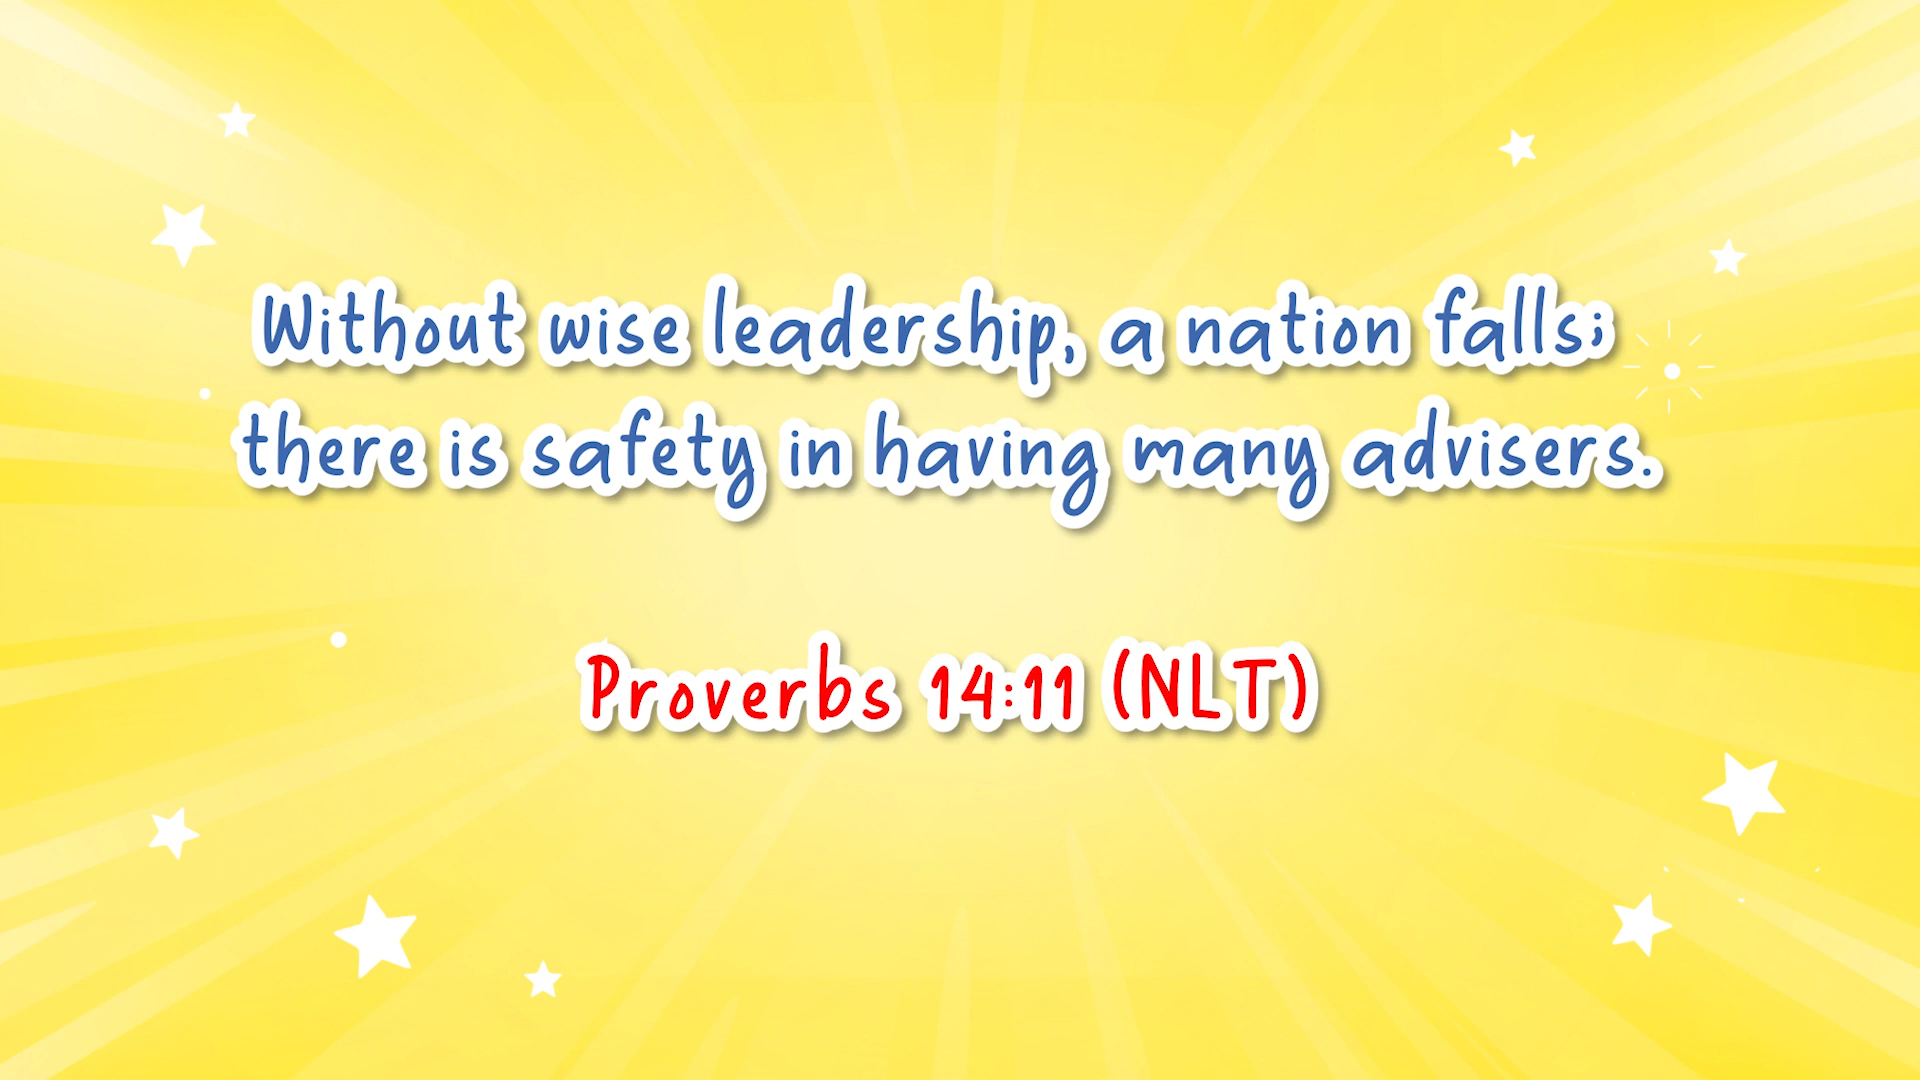 Without wise leadership, a nation falls;
there is safety in having many advisers.
Proverbs 14:11 (NLT)